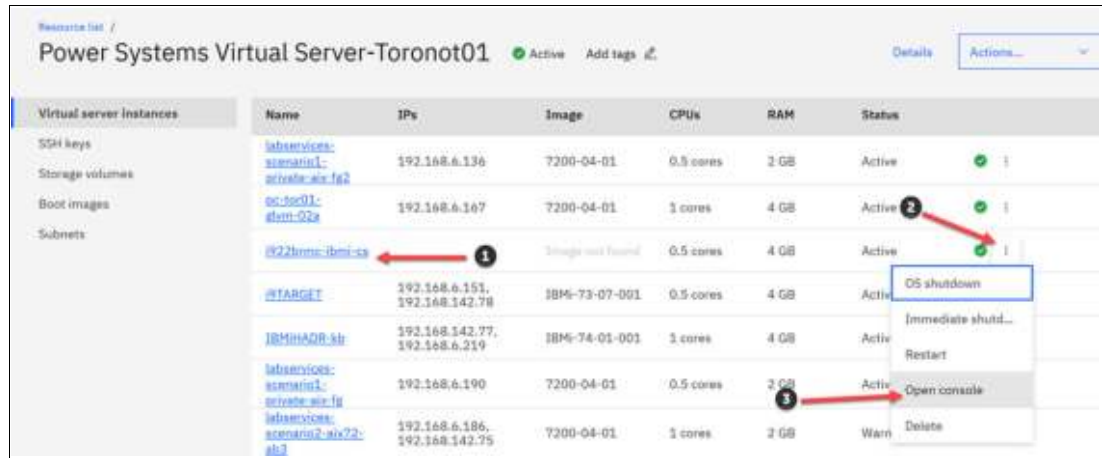 Resource list /
Power Systems Virtual Server-Toronot01 Active Add tags Details Actions...
Virtual server instances
SSH keys
Storage volumes
Boot images
Subnets
Name IPs Image CPUs RAM Status
labservices-
scenario1-
private-aix-fg2
192.168.6.136 7200-04-01 0.5 cores 2 GB Active
pc-tor01-
glvm-02a
192.168.6.167 7200-04-01 1 cores 4 GB Active 2
i922bnmc-ibmi-cs 1 Image not found 0.5 cores 4 GB Active
i9TARGET
192.168.6.151,
192.168.142.78
IBMi-73-07-001 0.5 cores 4 GB Activ
IBMiHADR-kb
192.168.142.77,
192.168.6.219
IBMi-74-01-001 1 cores 4 GB Activ
labservices-
scenario1-
private-aix-fg
192.168.6.190 7200-04-01 0.5 cores 2 GB Activ
3
labservices-
scenario2-aix72-
ab3
192.168.6.186,
192.168.142.75
7200-04-01 1 cores 2 GB Warn
OS shutdown
Immediate shutd...
Restart
Open console
Delete